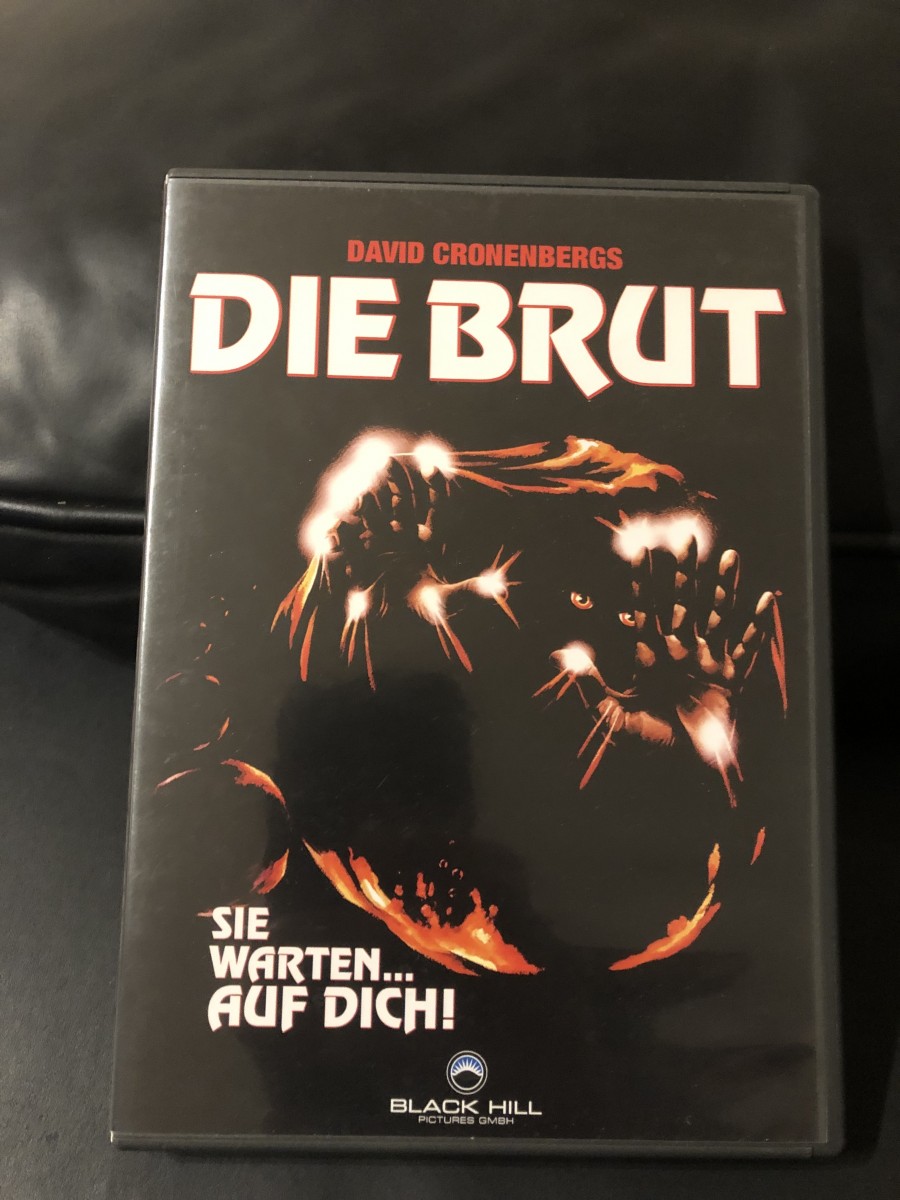 DAVID CRONENBERGS
DIE BRUT
SIE
WARTEN...
AUF DICH!
BLACK HILL
PICTURES GMBH